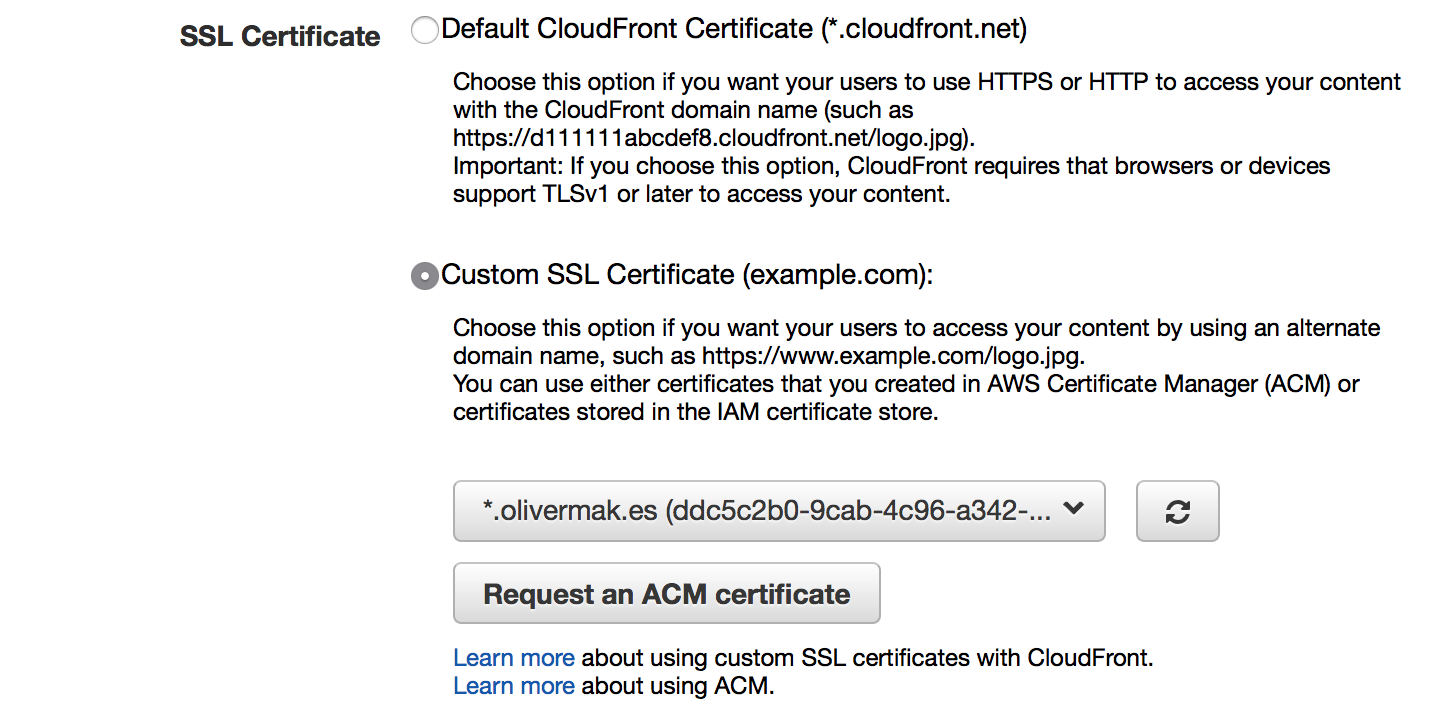 SSL Certificate
Default CloudFront Certificate (*.cloudfront.net)
Choose this option if you want your users to use HTTPS or HTTP to access your content
with the CloudFront domain name (such as
https://d111111abcdef8.cloudfront.net/logo.jpg).
Important: If you choose this option, CloudFront requires that browsers or devices
support TLSv1 or later to access your content.
Custom SSL Certificate (example.com):
Choose this option if you want your users to access your content by using an alternate
domain name, such as https://www.example.com/logo.jpg.
You can use either certificates that you created in AWS Certificate Manager (ACM) or
certificates stored in the IAM certificate store.
*.olivermak.es (ddc5c2b0-9cab-4c96-a342-...
Request an ACM certificate
Learn more about using custom SSL certificates with CloudFront.
Learn more about using ACM.